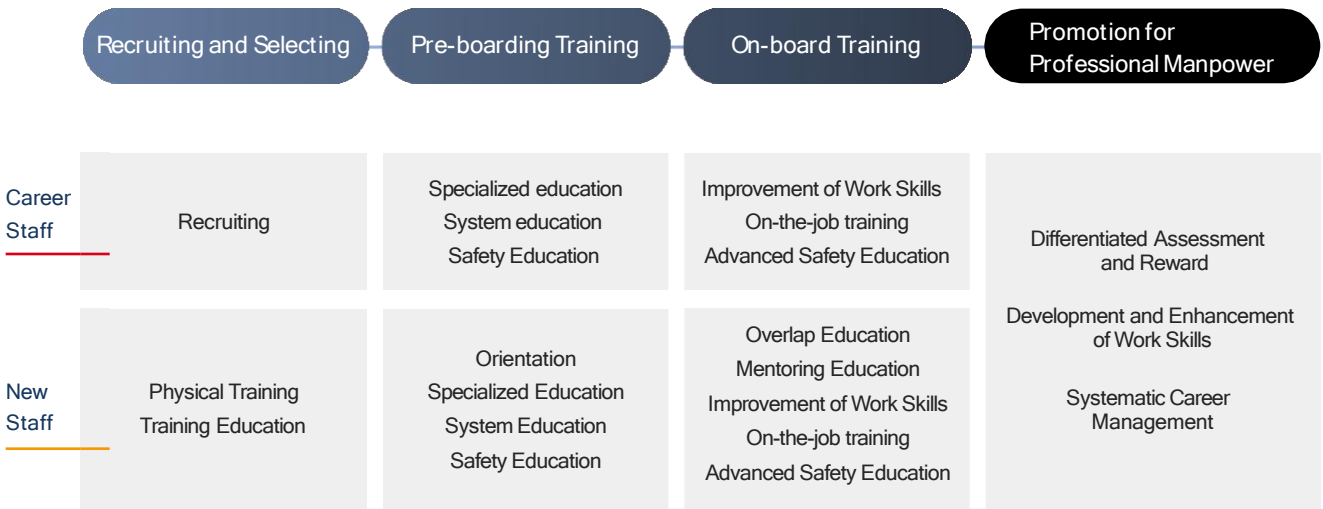 Recruiting and Selecting
Pre-boarding Training
On-board Training
Promotion for
Professional Manpower
Career
Staff
Recruiting
Specialized education
System education
Safety Education
Improvement of Work Skills
On-the-job training
Advanced Safety Education
New
Staff
Physical Training
Training Education
Orientation
Specialized Education
System Education
Safety Education
Overlap Education
Mentoring Education
Improvement of Work Skills
On-the-job training
Advanced Safety Education
Differentiated Assessment
and Reward
Development and Enhancement
of Work Skills
Systematic Career
Management